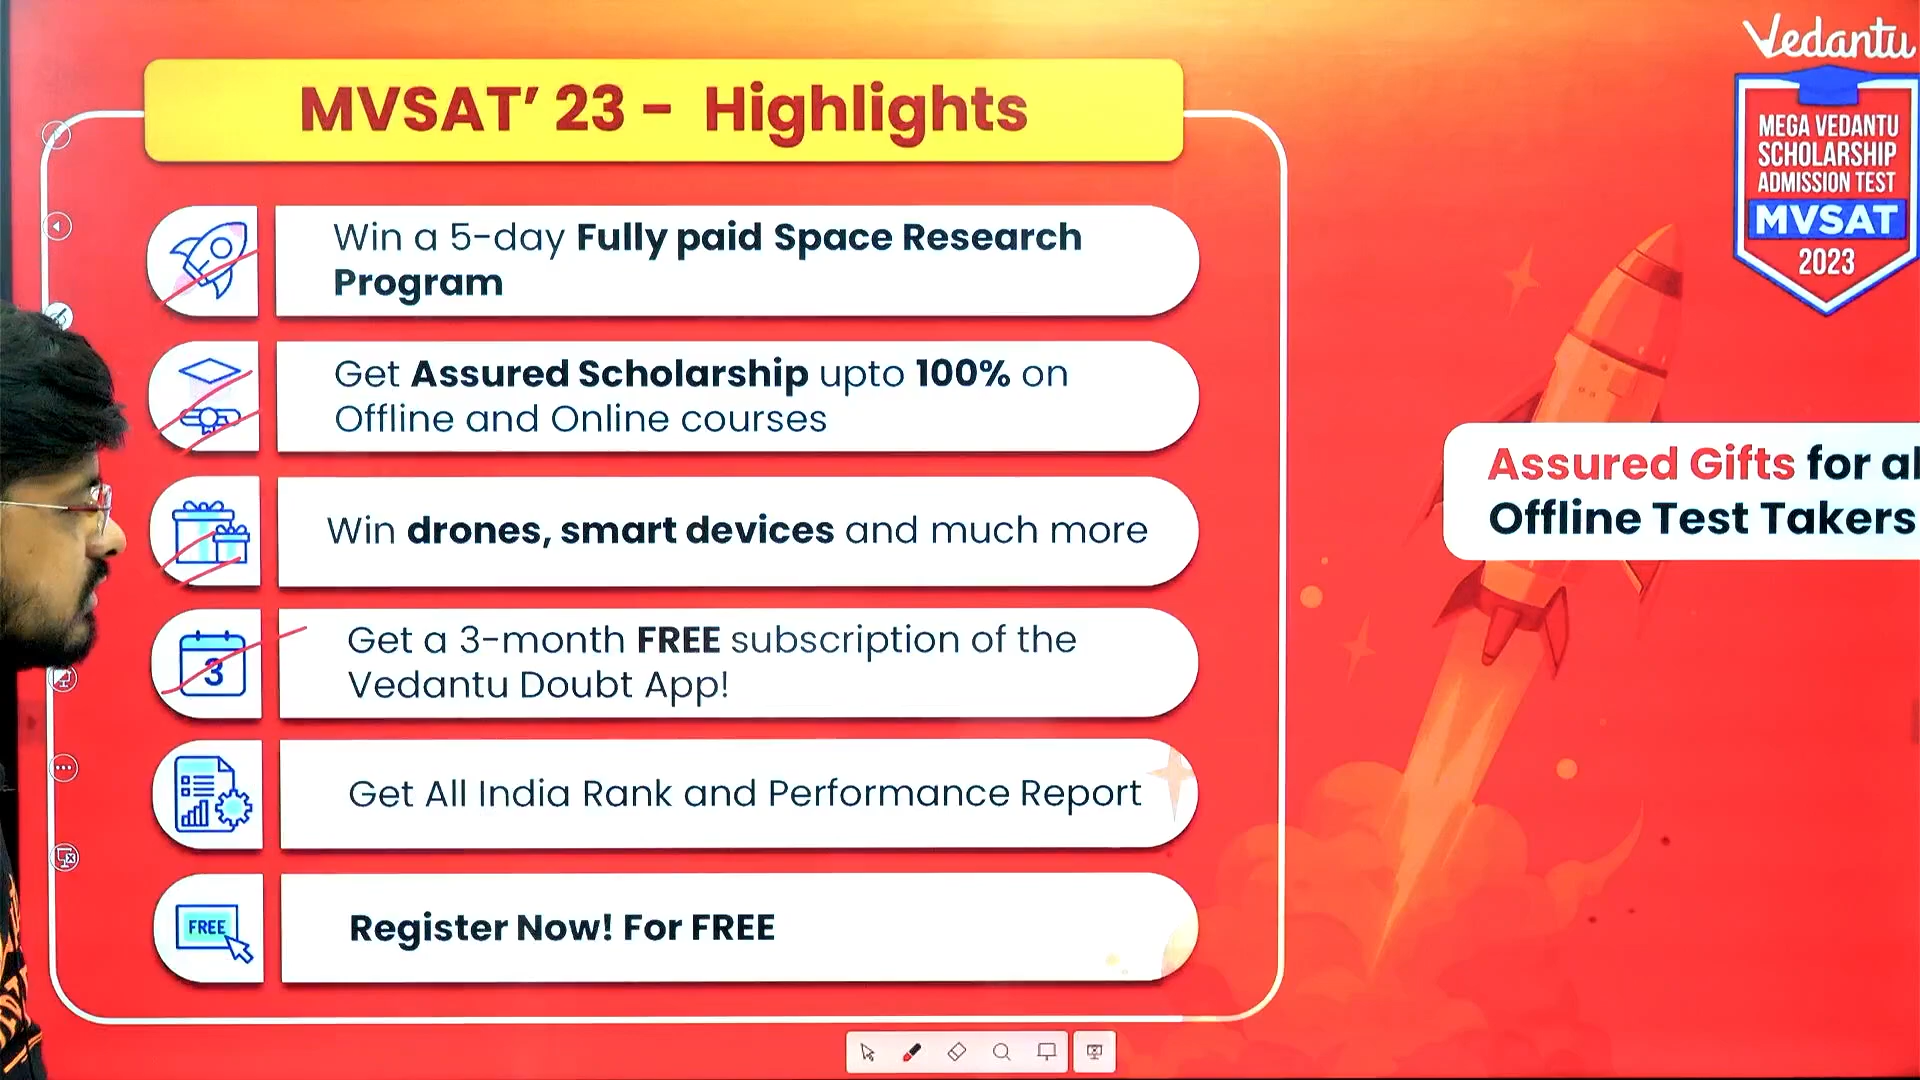 Vedantu
MVSAT’ 23 - Highlights
MEGA VEDANTU
SCHOLARSHIP
ADMISSION TEST
MVSAT
2023
Win a 5-day Fully paid Space Research
Program
Get Assured Scholarship upto 100% on
Offline and Online courses
Assured Gifts for al
Offline Test Takers
Win drones, smart devices and much more
3
Get a 3-month FREE subscription of the
Vedantu Doubt App!
Get All India Rank and Performance Report
FREE
Register Now! For FREE